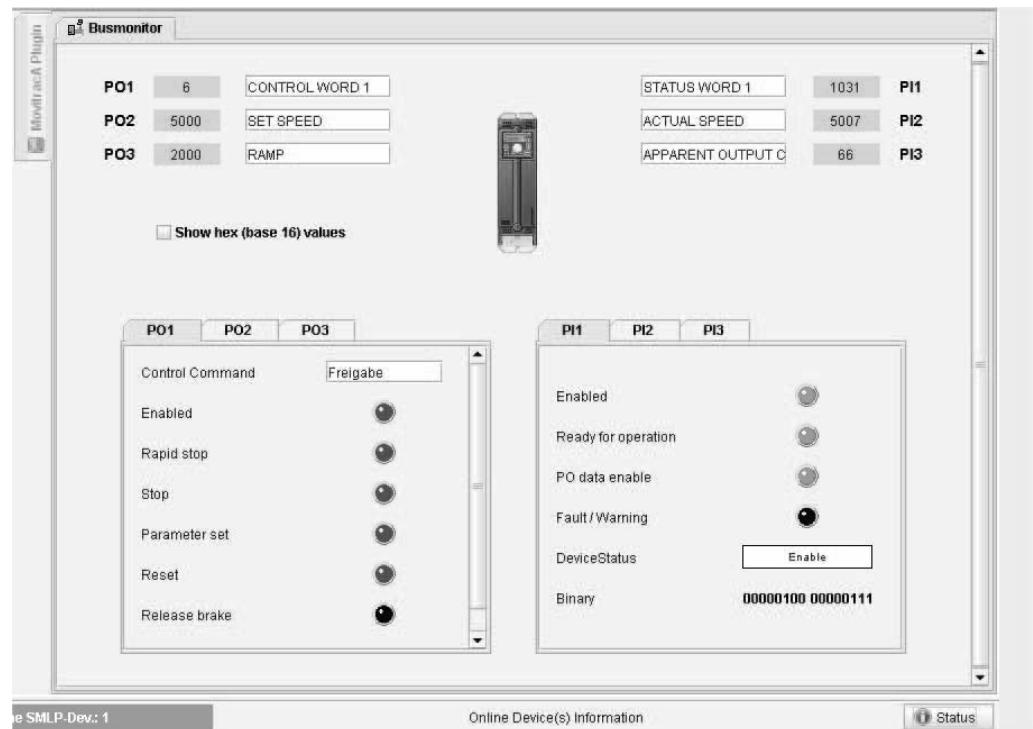 MovitracA Plugin
Busmonitor
PO1 6 CONTROL WORD 1 STATUS WORD 1 1031 PI1
PO2 5000 SET SPEED ACTUAL SPEED 5007 PI2
PO3 2000 RAMP APPARENT OUTPUT C 66 PI3
Show hex (base 16) values
PO1 PO2 PO3
Control Command Freigabe
Enabled
Rapid stop
Stop
Parameter set
Reset
Release brake
PI1 PI2 PI3
Enabled
Ready for operation
PO data enable
Fault / Warning
DeviceStatus Enable
Binary 00000100 00000111
e SMLP-Dev.: 1 Online Device(s) Information Status